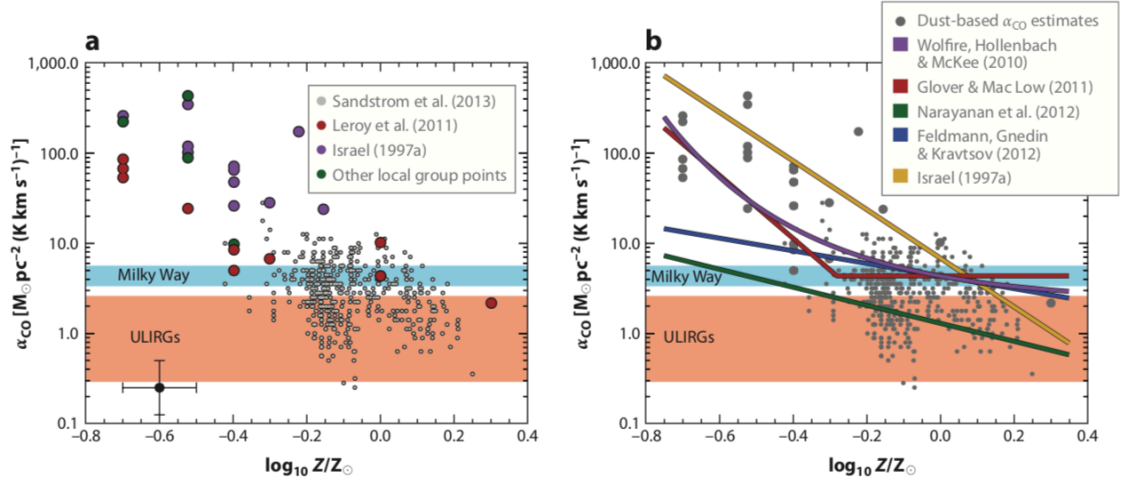 a
1,000.0
100.0
10.0
1.0
0.1
αCO [M☉ pc−2 (K km s−1)−1]
Sandstrom et al. (2013)
Leroy et al. (2011)
Israel (1997a)
Other local group points
Milky Way
ULIRGs
−0.8 −0.6 −0.4 −0.2 0.0 0.2 0.4
log10 Z/Z☉
b
1,000.0
100.0
10.0
1.0
0.1
αCO [M☉ pc−2 (K km s−1)−1]
Dust-based αCO estimates
Wolfire, Hollenbach
& McKee (2010)
Glover & Mac Low (2011)
Narayanan et al. (2012)
Feldmann, Gnedin
& Kravtsov (2012)
Israel (1997a)
Milky Way
ULIRGs
−0.8 −0.6 −0.4 −0.2 0.0 0.2 0.4
log10 Z/Z☉